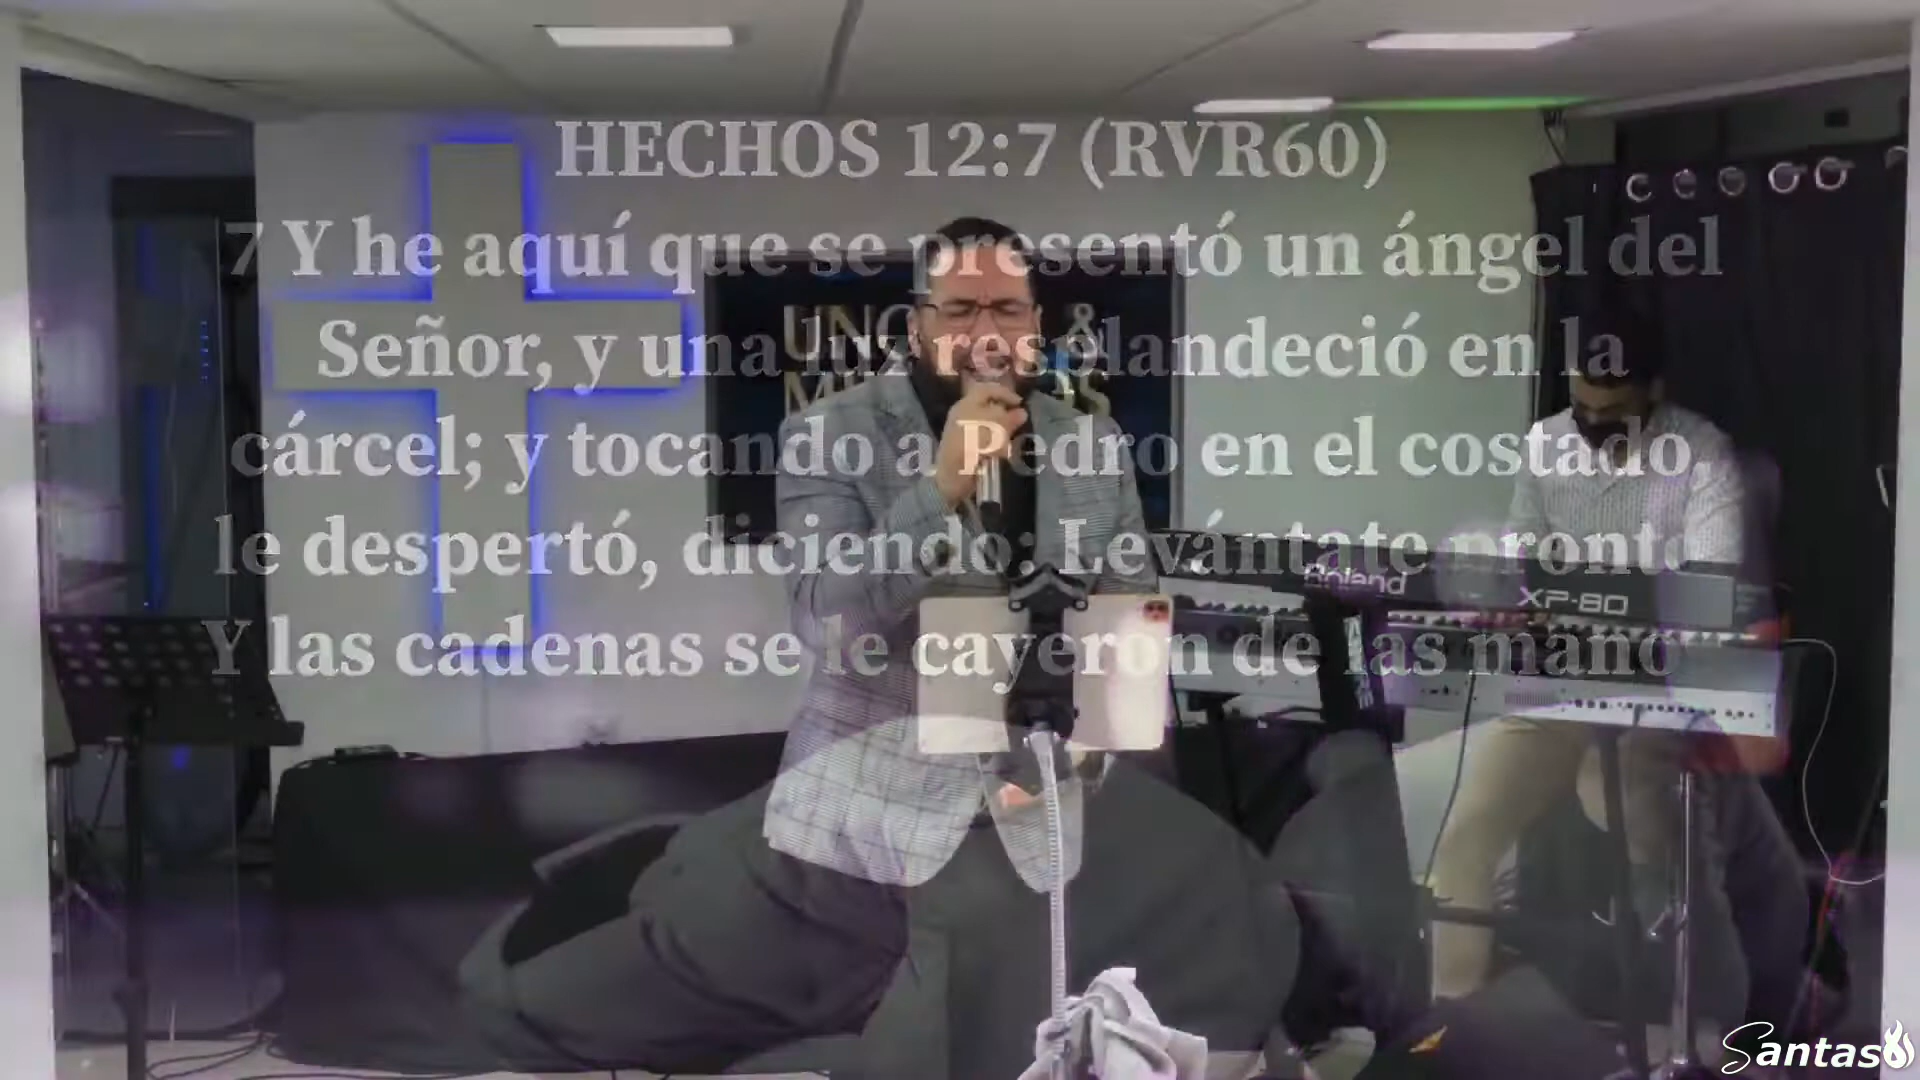 HECHOS 12:7 (RVR60)
7 Y he aquí que se presentó un ángel del
Señor, y una luz resplandeció en la
cárcel; y tocando a Pedro en el costado,
le despertó, diciendo: Levántate pronto
Y las cadenas se le cayeron de las mano
&
Roland
XP-80
Santas